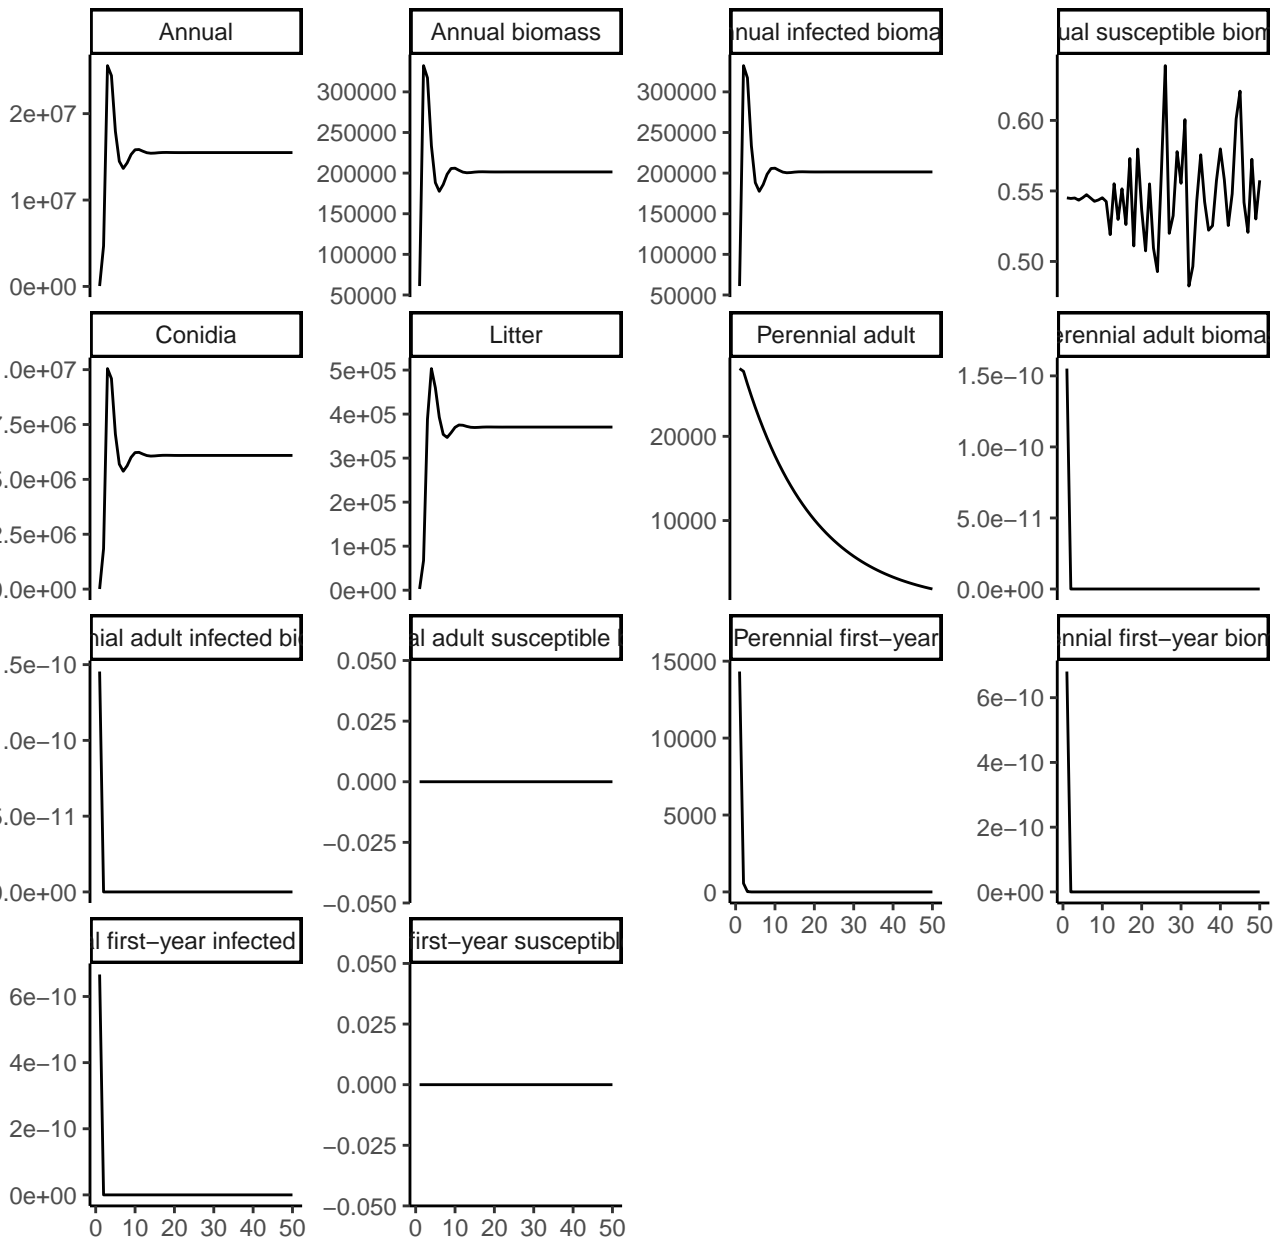 Annual
Annual biomass
nnual infected bioma
ual susceptible biom
2e+07
1e+07
0e+00
300000
250000
200000
150000
100000
50000
300000
250000
200000
150000
100000
50000
0.60
0.55
0.50
Conidia
Litter
Perennial adult
erennial adult biomas
.0e+07
7.5e+06
5.0e+06
2.5e+06
0.0e+00
5e+05
4e+05
3e+05
2e+05
1e+05
0e+00
20000
10000
1.5e−10
1.0e−10
5.0e−11
0.0e+00
nial adult infected bio
al adult susceptible
Perennial first−year
ennial first−year biom
.5e−10
.0e−10
5.0e−11
0.0e+00
0.050
0.025
0.000
−0.025
−0.050
15000
10000
5000
0
6e−10
4e−10
2e−10
0e+00
0 10 20 30 40 50
0 10 20 30 40 50
l first−year infected
first−year susceptibl
6e−10
4e−10
2e−10
0e+00
0.050
0.025
0.000
−0.025
−0.050
0 10 20 30 40 50
0 10 20 30 40 50